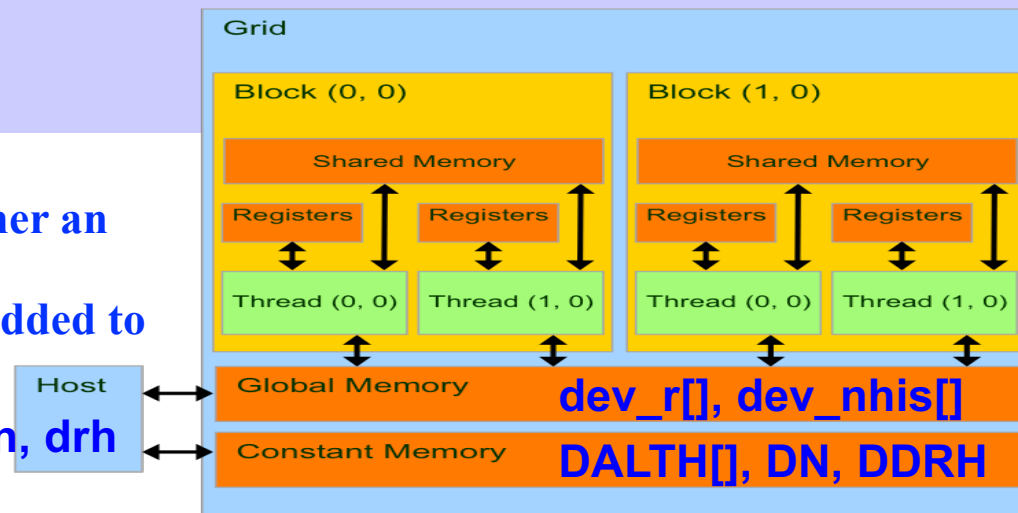 Grid
Block (0, 0)
Block (1, 0)
Shared Memory
Shared Memory
an
Registers
Registers
Registers
Registers
Thread (0, 0)
Thread (1, 0)
Thread (0, 0)
Thread (1, 0)
to
Host
Global Memory
dev_r[], dev_nhis[]
, drh
Constant Memory
DALTH[], DN, DDRH